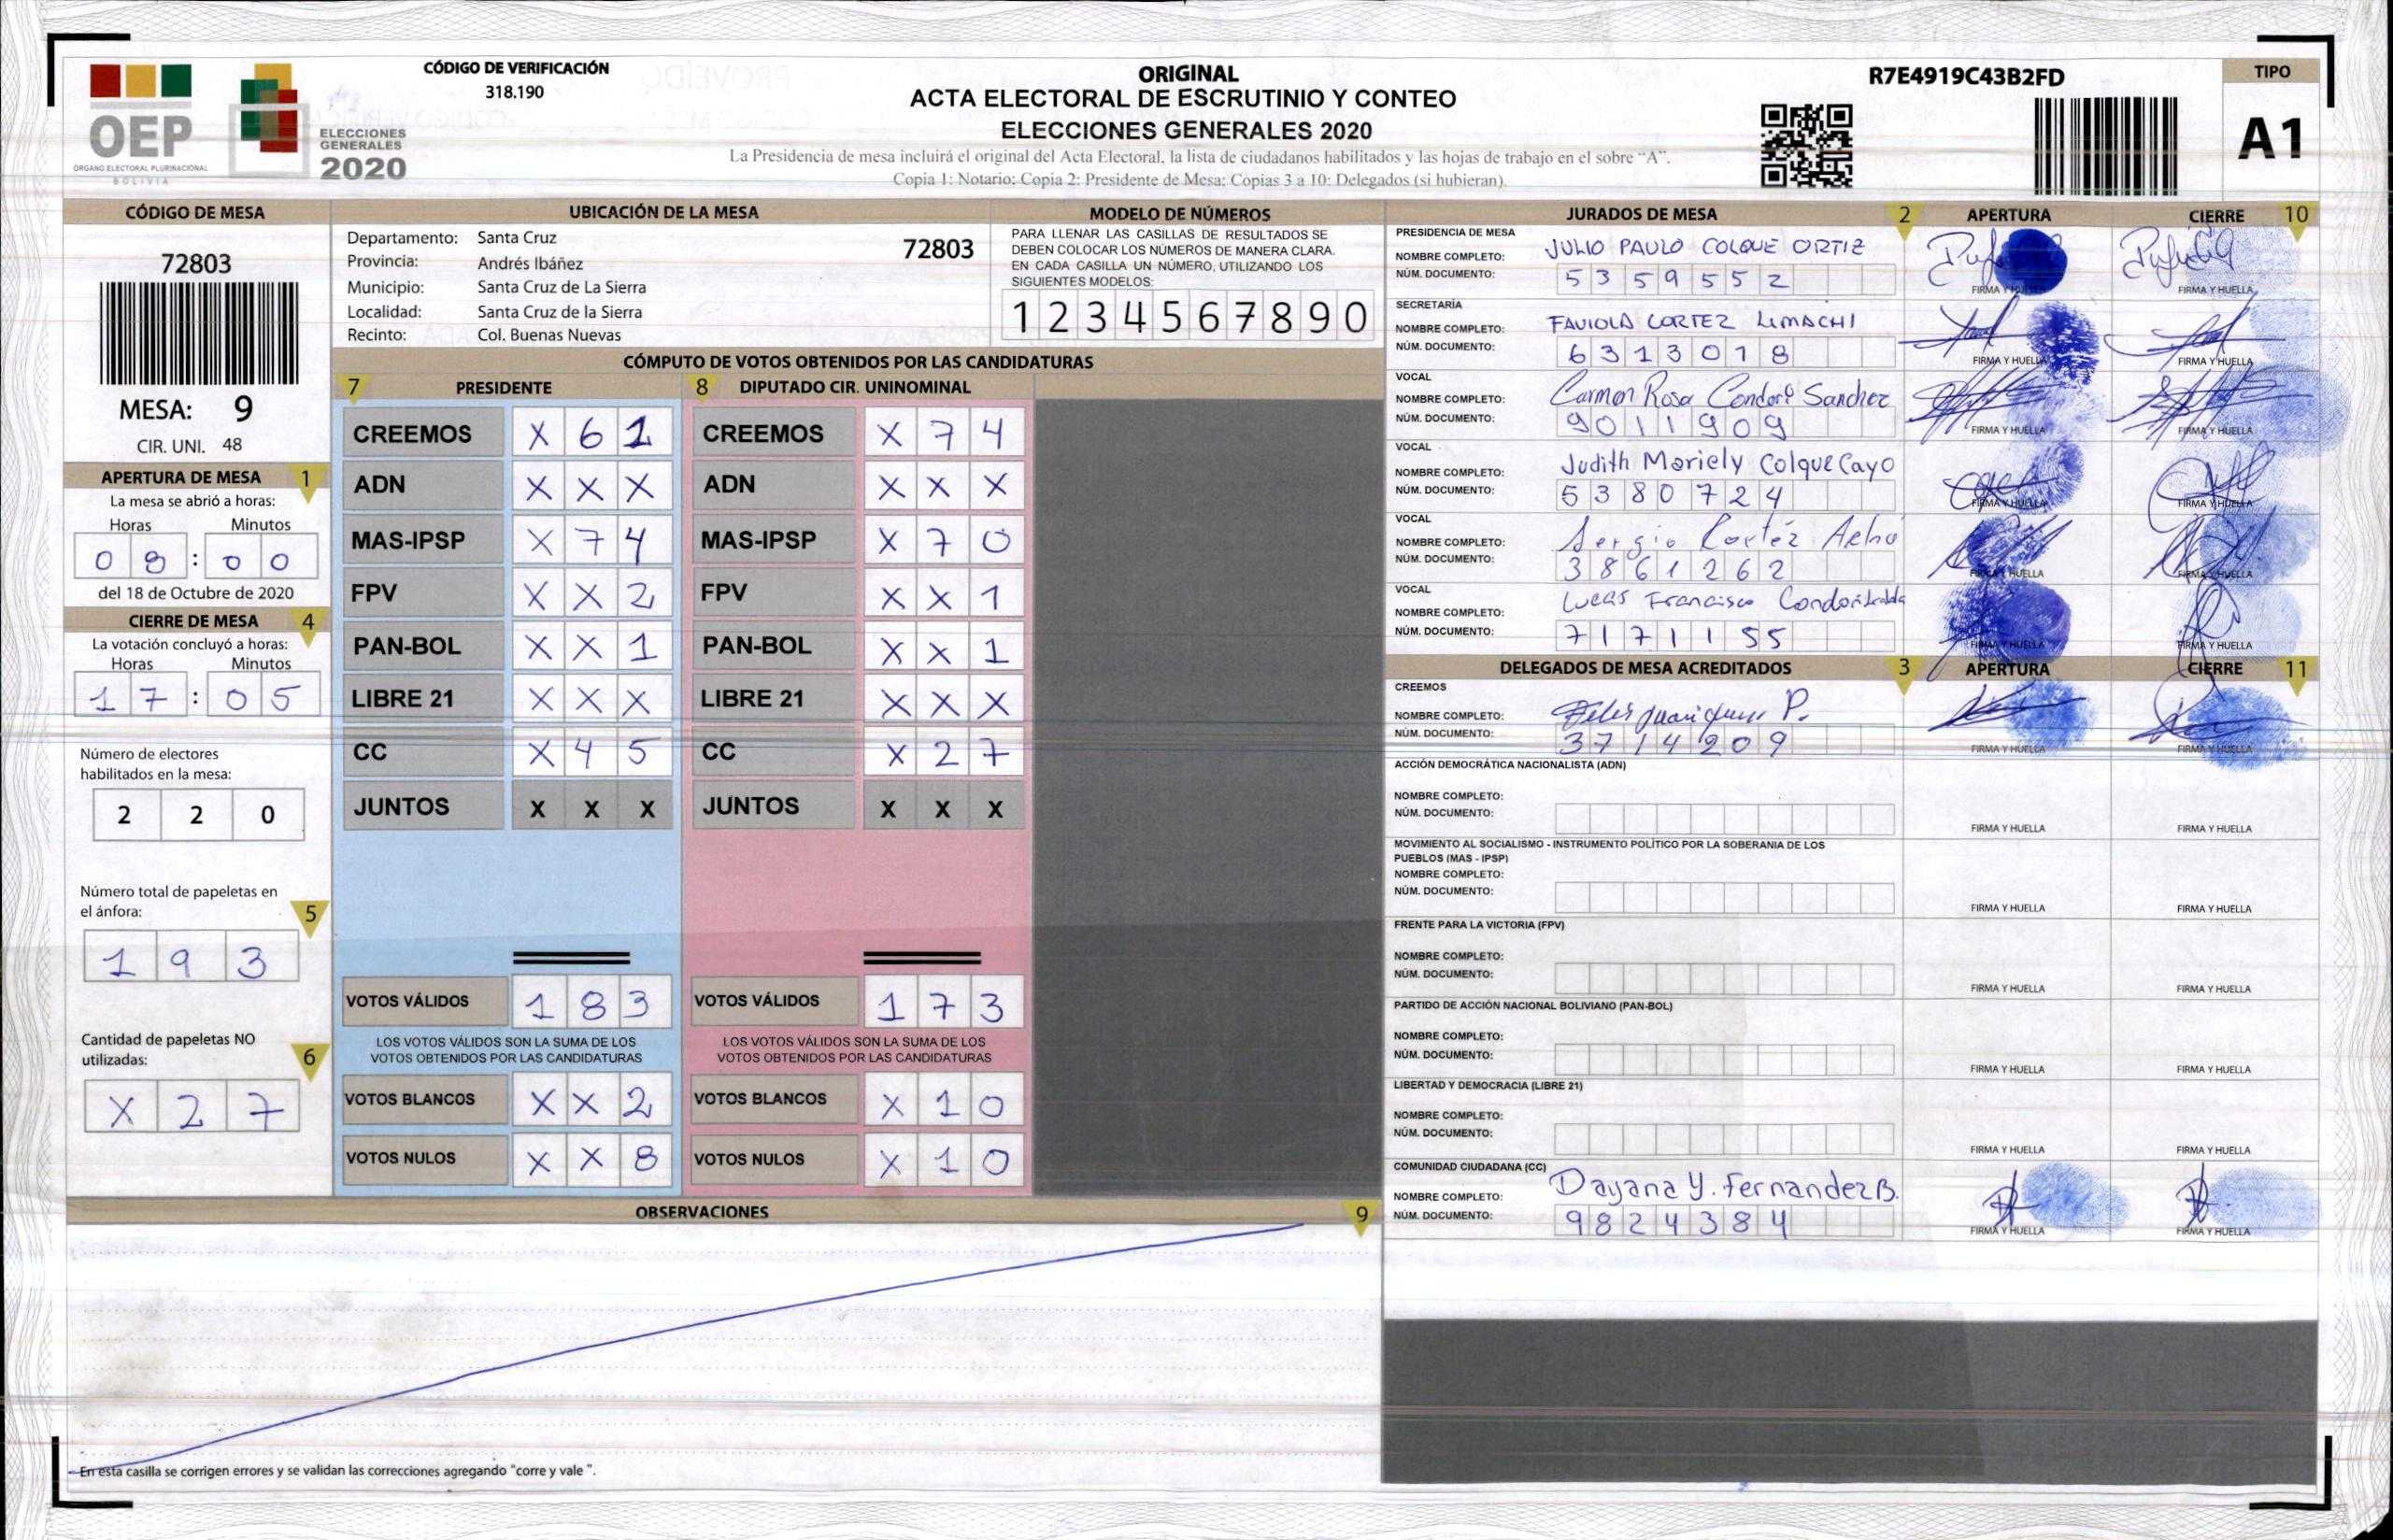 CÓDIGO DE VERIFICACIÓN
318.190
OEP
ÓRGANO ELECTORAL PLURINACIONAL
BOLIVIA
ELECCIONES
GENERALES
2020
ORIGINAL
ACTA ELECTORAL DE ESCRUTINIO Y CONTEO
ELECCIONES GENERALES 2020
La Presidencia de mesa incluirá el original del Acta Electoral, la lista de ciudadanos habilitados y las hojas de trabajo en el sobre "A".
Copia 1: Notario; Copia 2: Presidente de Mesa; Copias 3 a 10: Delegados (si hubieran).
R7E4919C43B2FD
TIPO
A1
CÓDIGO DE MESA
72803
MESA: 9
CIR. UNI. 48
APERTURA DE MESA 1
La mesa se abrió a horas:
Horas Minutos
0 8 : 0 0
del 18 de Octubre de 2020
CIERRE DE MESA 4
La votación concluyó a horas:
Horas Minutos
1 7 : 0 5
Número de electores
habilitados en la mesa:
2 2 0
Número total de papeletas en
el ánfora: 5
1 9 3
Cantidad de papeletas NO
utilizadas: 6
X 2 7
UBICACIÓN DE LA MESA
Departamento: Santa Cruz
72803
Provincia: Andrés Ibáñez
Municipio: Santa Cruz de La Sierra
Localidad: Santa Cruz de la Sierra
Recinto: Col. Buenas Nuevas
MODELO DE NÚMEROS
PARA LLENAR LAS CASILLAS DE RESULTADOS SE
DEBEN COLOCAR LOS NÚMEROS DE MANERA CLARA.
EN CADA CASILLA UN NÚMERO, UTILIZANDO LOS
SIGUIENTES MODELOS:
1 2 3 4 5 6 7 8 9 0
CÓMPUTO DE VOTOS OBTENIDOS POR LAS CANDIDATURAS
7 PRESIDENTE
CREEMOS X 6 1
ADN X X X
MAS-IPSP X 7 4
FPV X X 2
PAN-BOL X X 1
LIBRE 21 X X X
CC X 4 5
JUNTOS X X X
VOTOS VÁLIDOS 1 8 3
LOS VOTOS VÁLIDOS SON LA SUMA DE LOS
VOTOS OBTENIDOS POR LAS CANDIDATURAS
VOTOS BLANCOS X X 2
VOTOS NULOS X X 8
8 DIPUTADO CIR. UNINOMINAL
CREEMOS X 7 4
ADN X X X
MAS-IPSP X 7 0
FPV X X 1
PAN-BOL X X 1
LIBRE 21 X X X
CC X 2 7
JUNTOS X X X
VOTOS VÁLIDOS 1 7 3
LOS VOTOS VÁLIDOS SON LA SUMA DE LOS
VOTOS OBTENIDOS POR LAS CANDIDATURAS
VOTOS BLANCOS X 1 0
VOTOS NULOS X 1 0
OBSERVACIONES 9
En esta casilla se corrigen errores y se validan las correcciones agregando "corre y vale ".
JURADOS DE MESA 2 APERTURA CIERRE 10
PRESIDENCIA DE MESA
NOMBRE COMPLETO: JULIO PAULO COLQUE ORTIZ
NÚM. DOCUMENTO: 5 3 5 9 5 5 2
FIRMA Y HUELLA FIRMA Y HUELLA
SECRETARÍA
NOMBRE COMPLETO: FAVIOLA CORTEZ LIMACHI
NÚM. DOCUMENTO: 6 3 1 3 0 1 8
FIRMA Y HUELLA FIRMA Y HUELLA
VOCAL
NOMBRE COMPLETO: Carmen Rosa Condori Sanchez
NÚM. DOCUMENTO: 9 0 1 1 9 0 9
FIRMA Y HUELLA FIRMA Y HUELLA
VOCAL
NOMBRE COMPLETO: Judith Mariely Colque Cayo
NÚM. DOCUMENTO: 5 3 8 0 7 2 4
FIRMA Y HUELLA FIRMA Y HUELLA
VOCAL
NOMBRE COMPLETO: Sergio Cortéz
NÚM. DOCUMENTO: 3 8 6 1 2 6 2
FIRMA Y HUELLA FIRMA Y HUELLA
VOCAL
NOMBRE COMPLETO: Lucas Francisco
NÚM. DOCUMENTO: 7 1 7 1 1 5 5
FIRMA Y HUELLA FIRMA Y HUELLA
DELEGADOS DE MESA ACREDITADOS 3 APERTURA CIERRE 11
CREEMOS
NOMBRE COMPLETO: P.
NÚM. DOCUMENTO: 3 7 1 4 2 0 9
FIRMA Y HUELLA FIRMA Y HUELLA
ACCIÓN DEMOCRÁTICA NACIONALISTA (ADN)
NOMBRE COMPLETO:
NÚM. DOCUMENTO:
FIRMA Y HUELLA FIRMA Y HUELLA
MOVIMIENTO AL SOCIALISMO - INSTRUMENTO POLÍTICO POR LA SOBERANIA DE LOS
PUEBLOS (MAS - IPSP)
NOMBRE COMPLETO:
NÚM. DOCUMENTO:
FIRMA Y HUELLA FIRMA Y HUELLA
FRENTE PARA LA VICTORIA (FPV)
NOMBRE COMPLETO:
NÚM. DOCUMENTO:
FIRMA Y HUELLA FIRMA Y HUELLA
PARTIDO DE ACCIÓN NACIONAL BOLIVIANO (PAN-BOL)
NOMBRE COMPLETO:
NÚM. DOCUMENTO:
FIRMA Y HUELLA FIRMA Y HUELLA
LIBERTAD Y DEMOCRACIA (LIBRE 21)
NOMBRE COMPLETO:
NÚM. DOCUMENTO:
FIRMA Y HUELLA FIRMA Y HUELLA
COMUNIDAD CIUDADANA (CC)
NOMBRE COMPLETO: Dayana Y. Fernandez B.
NÚM. DOCUMENTO: 9 8 2 4 3 8 4
FIRMA Y HUELLA FIRMA Y HUELLA